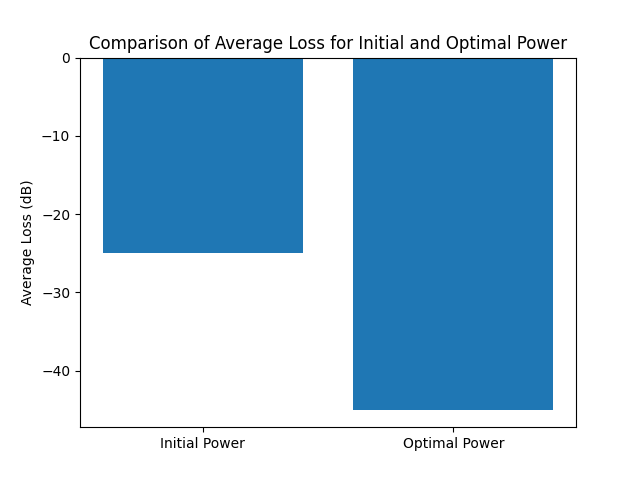 Comparison of Average Loss for Initial and Optimal Power
0
−10
−20
−30
−40
Average Loss (dB)
Initial Power
Optimal Power